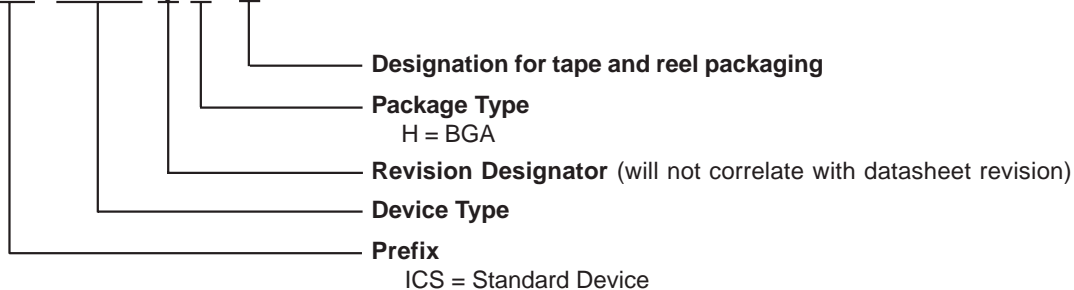 Designation for tape and reel packaging
Package Type
H = BGA
Revision Designator (will not correlate with datasheet revision)
Device Type
Prefix
ICS = Standard Device